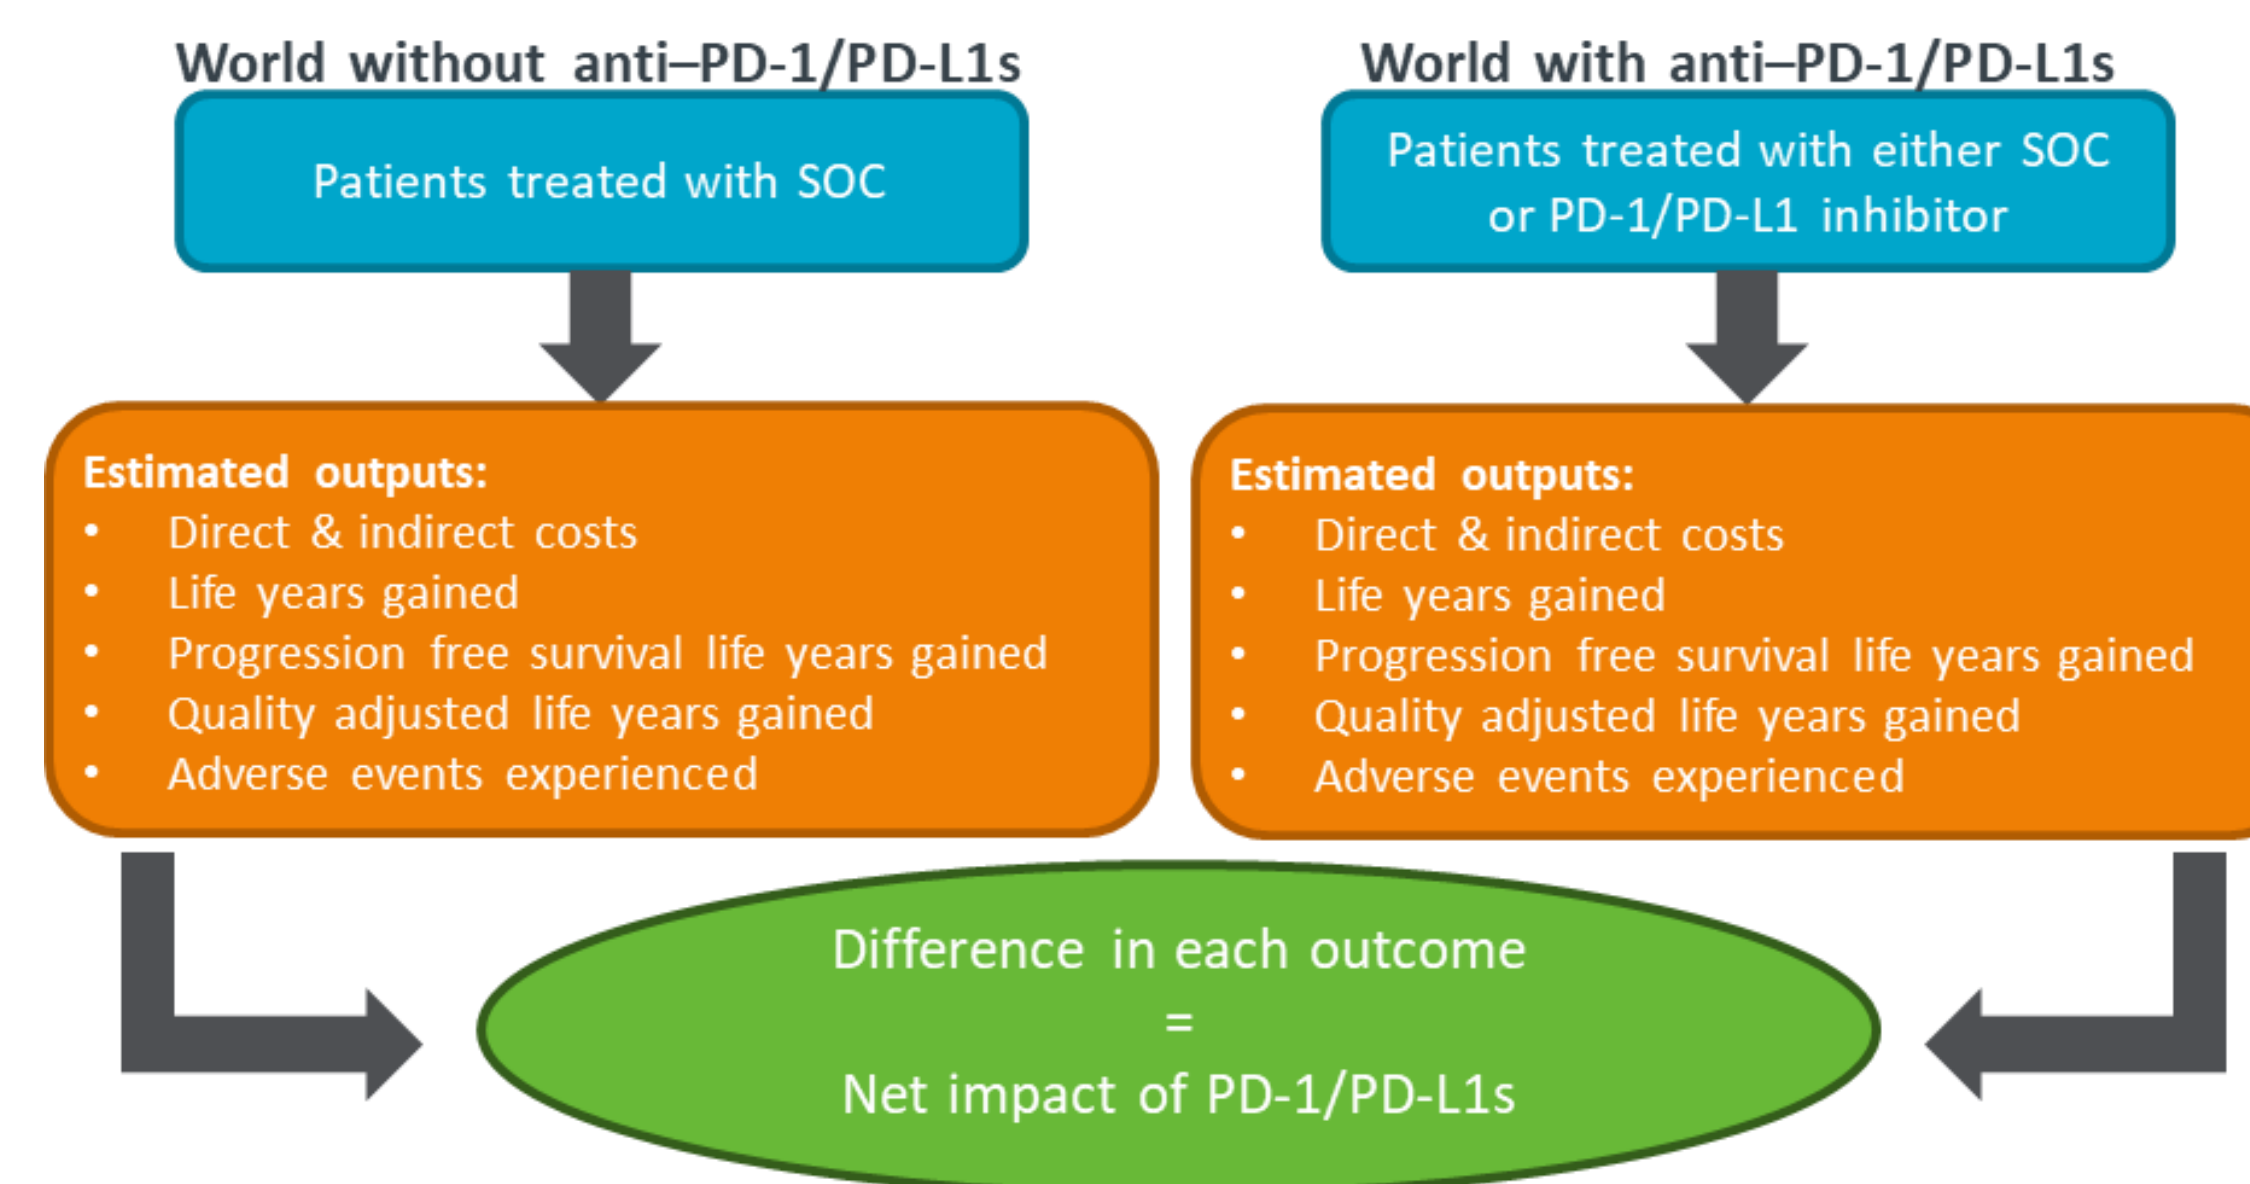 World without anti–PD-1/PD-L1s
Patients treated with SOC
Estimated outputs:
• Direct & indirect costs
• Life years gained
• Progression free survival life years gained
• Quality adjusted life years gained
• Adverse events experienced
World with anti–PD-1/PD-L1s
Patients treated with either SOC
or PD-1/PD-L1 inhibitor
Estimated outputs:
• Direct & indirect costs
• Life years gained
• Progression free survival life years gained
• Quality adjusted life years gained
• Adverse events experienced
Difference in each outcome
=
Net impact of PD-1/PD-L1s